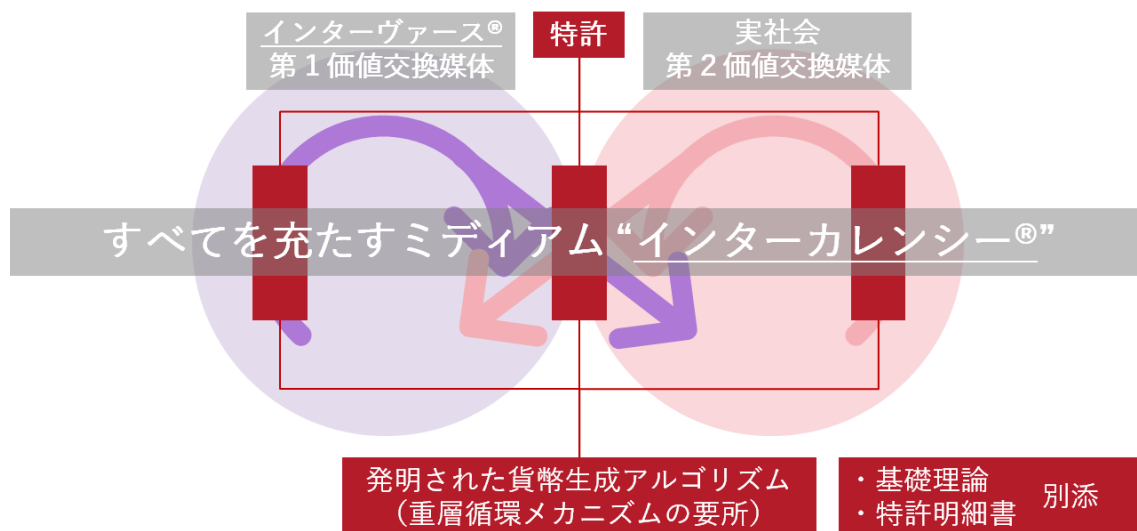 インターヴァース®
第1価値交換媒体
特許
実社会
第2価値交換媒体
すべてを充たすミディアム “インターカレンシー®”
発明された貨幣生成アルゴリズム
（重層循環メカニズムの要所）
・基礎理論
・特許明細書
別添